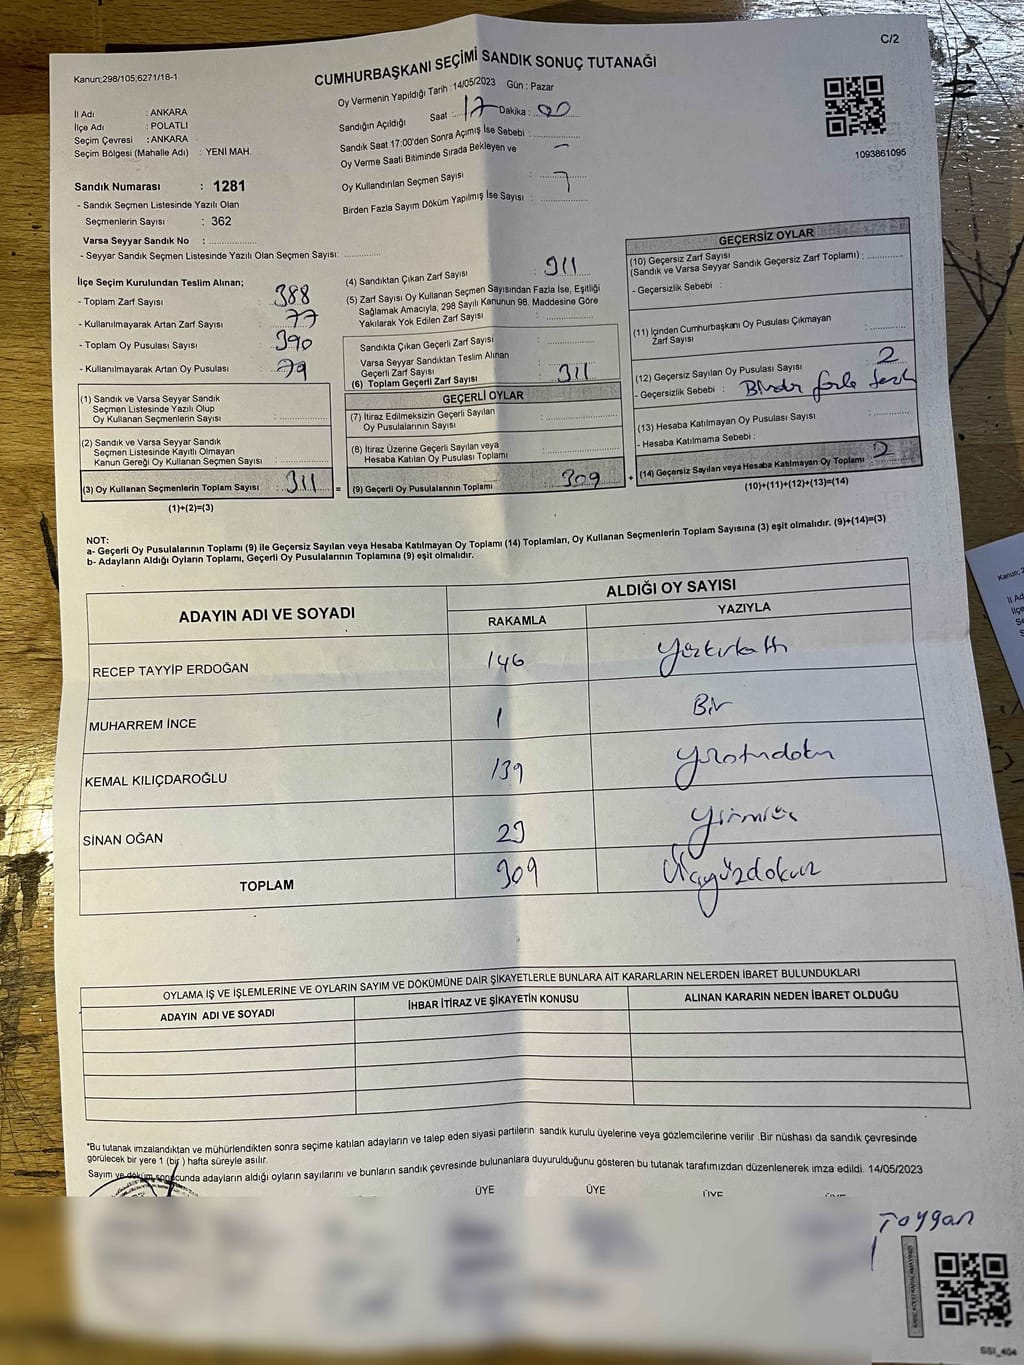 C/2
Kanun;298/105;6271/18-1
CUMHURBAŞKANI SEÇİMİ SANDIK SONUÇ TUTANAĞI
Oy Vermenin Yapıldığı Tarih : 14/05/2023 Gün : Pazar
İl Adı : ANKARA
İlçe Adı : POLATLI
Seçim Çevresi : ANKARA
Seçim Bölgesi (Mahalle Adı) : YENİ MAH.
Sandığın Açıldığı Saat : 17 Dakika : 00
Sandık Saat 17:00'den Sonra Açımış İse Sebebi :
Oy Verme Saati Bitiminde Sırada Bekleyen ve
Oy Kullandırılan Seçmen Sayısı :
Birden Fazla Sayım Döküm Yapılmış İse Sayısı :
1093861095
Sandık Numarası : 1281
- Sandık Seçmen Listesinde Yazılı Olan
Seçmenlerin Sayısı : 362
Varsa Seyyar Sandık No :
- Seyyar Sandık Seçmen Listesinde Yazılı Olan Seçmen Sayısı:
İlçe Seçim Kurulundan Teslim Alınan;
- Toplam Zarf Sayısı : 388
- Kullanılmayarak Artan Zarf Sayısı : 77
- Toplam Oy Pusulası Sayısı : 390
- Kullanılmayarak Artan Oy Pusulası : 79
(1) Sandık ve Varsa Seyyar Sandık
Seçmen Listesinde Yazılı Olup
Oy Kullanan Seçmenlerin Sayısı :
(2) Sandık ve Varsa Seyyar Sandık
Seçmen Listesinde Kayıtlı Olmayan
Kanun Gereği Oy Kullanan Seçmen Sayısı :
(3) Oy Kullanan Seçmenlerin Toplam Sayısı : 311 =
(1)+(2)=(3)
(4) Sandıktan Çıkan Zarf Sayısı : 311
(5) Zarf Sayısı Oy Kullanan Seçmen Sayısından Fazla İse, Eşitliği
Sağlamak Amacıyla, 298 Sayılı Kanunun 98. Maddesine Göre
Yakılarak Yok Edilen Zarf Sayısı :
Sandıkta Çıkan Geçerli Zarf Sayısı :
Varsa Seyyar Sandıktan Teslim Alınan
Geçerli Zarf Sayısı :
(6) Toplam Geçerli Zarf Sayısı : 311
GEÇERLİ OYLAR
(7) İtiraz Edilmeksizin Geçerli Sayılan
Oy Pusulasının Sayısı :
(8) İtiraz Üzerine Geçerli Sayılan veya
Hesaba Katılan Oy Pusulası Toplamı :
(9) Geçerli Oy Pusulalarının Toplamı : 309 +
GEÇERSİZ OYLAR
(10) Geçersiz Zarf Sayısı
(Sandık ve Varsa Seyyar Sandık Geçersiz Zarf Toplamı) :
- Geçersizlik Sebebi :
(11) İçinden Cumhurbaşkanı Oy Pusulası Çıkmayan
Zarf Sayısı :
(12) Geçersiz Sayılan Oy Pusulası Sayısı : 2
- Geçersizlik Sebebi : Birden fazla
(13) Hesaba Katılmayan Oy Pusulası Sayısı :
- Hesaba Katılmama Sebebi :
(14) Geçersiz Sayılan veya Hesaba Katılmayan Oy Toplamı : 2
(10)+(11)+(12)+(13)=(14)
NOT:
a- Geçerli Oy Pusulalarının Toplamı (9) ile Geçersiz Sayılan veya Hesaba Katılmayan Oy Toplamı (14) Toplamları, Oy Kullanan Seçmenlerin Toplam Sayısına (3) eşit olmalıdır. (9)+(14)=(3)
b- Adayların Aldığı Oyların Toplamı, Geçerli Oy Pusulalarının Toplamına (9) eşit olmalıdır.
ADAYIN ADI VE SOYADI ALDIĞI OY SAYISI
RAKAMLA YAZIYLA
RECEP TAYYİP ERDOĞAN 146 Yüzkırkaltı
MUHARREM İNCE 1 Bir
KEMAL KILIÇDAROĞLU 139 Yüzotuzdokuz
SİNAN OĞAN 23 Yirmiüç
TOPLAM 309 Üçyüzdokuz
OYLAMA İŞ VE İŞLEMLERİNE VE OYLARIN SAYIM VE DÖKÜMÜNE DAİR ŞİKAYETLERLE BUNLARA AİT KARARLARIN NELERDEN İBARET BULUNDUKLARI
ADAYIN ADI VE SOYADI İHBAR İTİRAZ VE ŞİKAYETİN KONUSU ALINAN KARARIN NEDEN İBARET OLDUĞU
*Bu tutanak imzalandıktan ve mühürlendikten sonra seçime katılan adayların ve talep eden siyasi partilerin sandık kurulu üyelerine veya gözlemcilerine verilir .Bir nüshası da sandık çevresinde
görülecek bir yere 1 (bir ) hafta süreyle asılır.
Sayım ve döküm sonucunda adayların aldığı oyların sayılarını ve bunların sandık çevresinde bulunanlara duyurulduğunu gösteren bu tutanak tarafımızdan düzenlenerek imza edildi. 14/05/2023
ÜYE ÜYE ÜYE
Toygan
SSI_404
Kanun; 2
İl Ad
İlçe